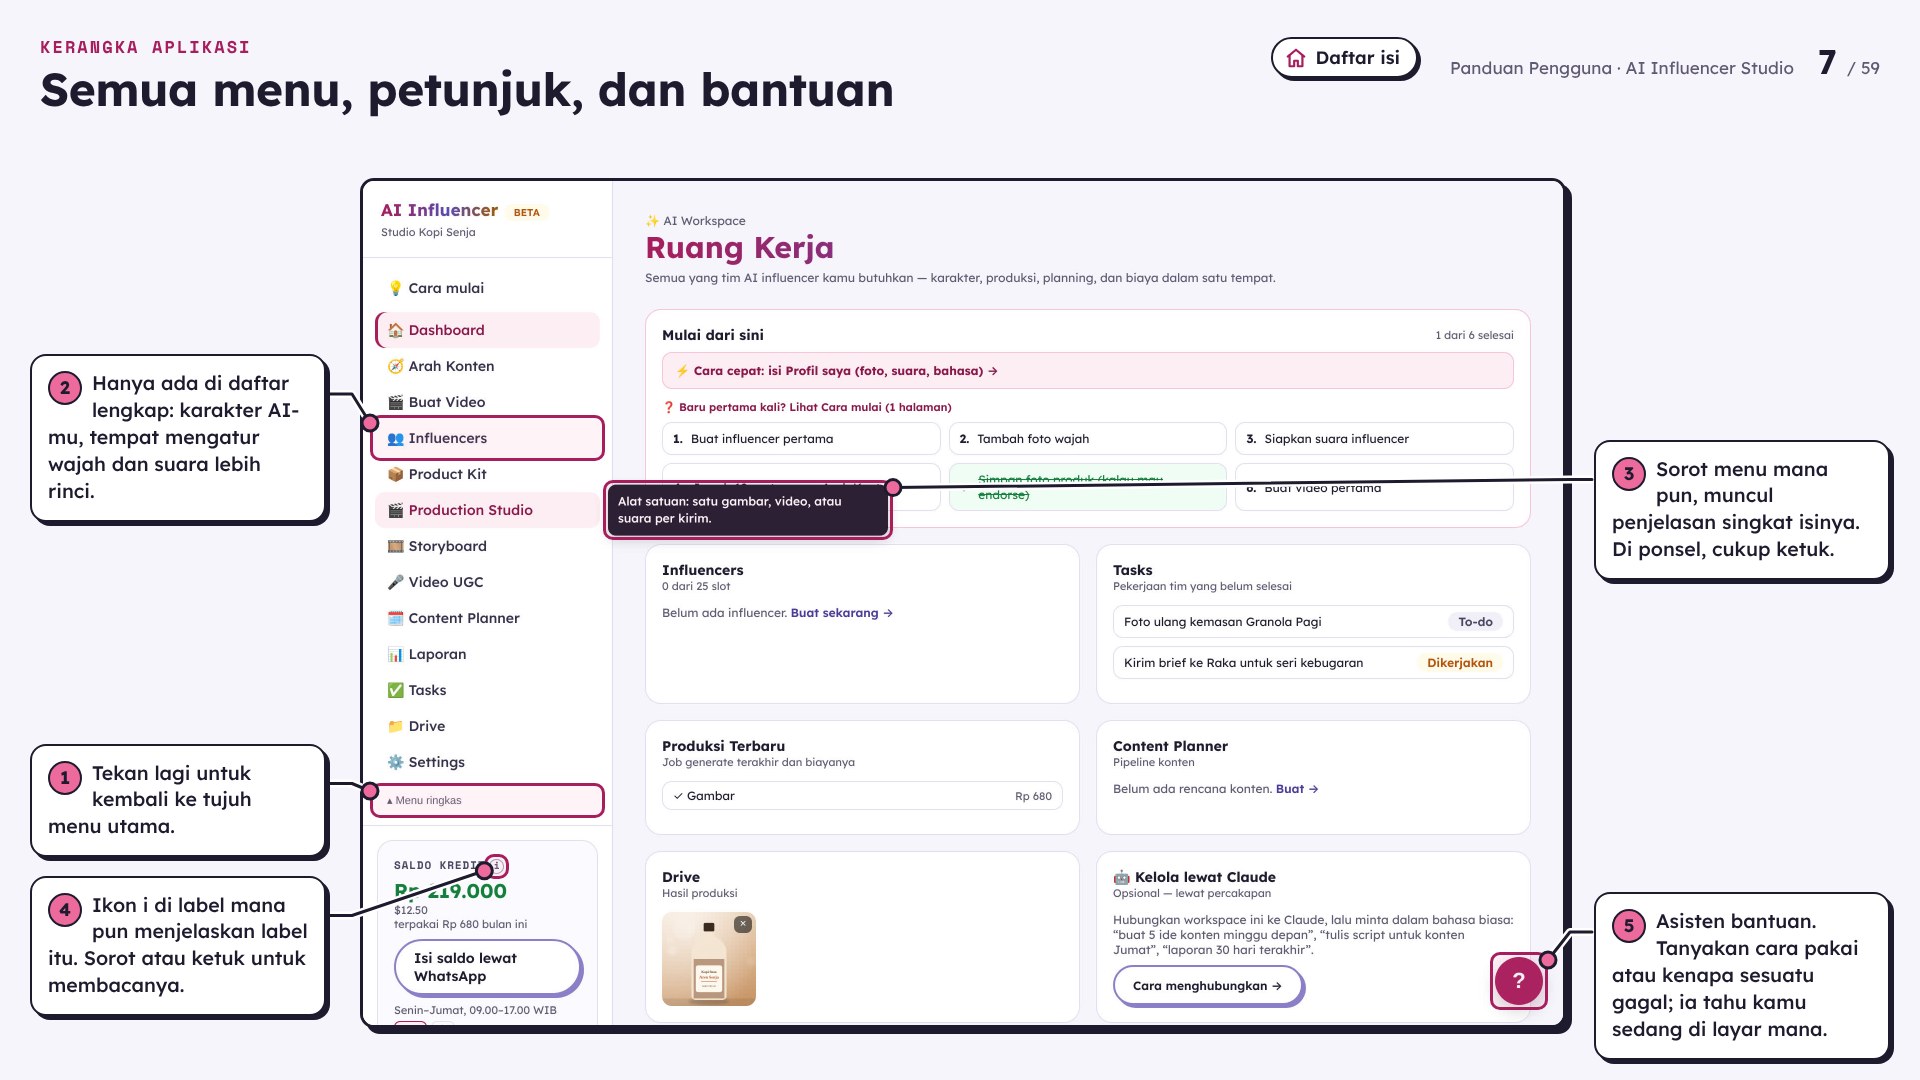 KERANGKA APLIKASI
Semua menu, petunjuk, dan bantuan
Daftar isi
Panduan Pengguna · AI Influencer Studio
7 / 59
AI Influencer BETA
Studio Kopi Senja
💡 Cara mulai
🏠 Dashboard
🧭 Arah Konten
🎬 Buat Video
👥 Influencers
📦 Product Kit
🎬 Production Studio
🎞️ Storyboard
🎤 Video UGC
🗓️ Content Planner
📊 Laporan
✅ Tasks
📁 Drive
⚙️ Settings
▴ Menu ringkas
SALDO KREDIT i
Rp 219.000
$12.50
terpakai Rp 680 bulan ini
Isi saldo lewat
WhatsApp
Senin–Jumat, 09.00–17.00 WIB
✨ AI Workspace
Ruang Kerja
Semua yang tim AI influencer kamu butuhkan — karakter, produksi, planning, dan biaya dalam satu tempat.
Mulai dari sini
1 dari 6 selesai
⚡ Cara cepat: isi Profil saya (foto, suara, bahasa) →
❓ Baru pertama kali? Lihat Cara mulai (1 halaman)
1. Buat influencer pertama
2. Tambah foto wajah
3. Siapkan suara influencer
Simpan foto produk (kalau mau
endorse)
6. Buat video pertama
Alat satuan: satu gambar, video, atau
suara per kirim.
Influencers
0 dari 25 slot
Belum ada influencer. Buat sekarang →
Tasks
Pekerjaan tim yang belum selesai
Foto ulang kemasan Granola Pagi
To-do
Kirim brief ke Raka untuk seri kebugaran
Dikerjakan
Produksi Terbaru
Job generate terakhir dan biayanya
✓ Gambar
Rp 680
Content Planner
Pipeline konten
Belum ada rencana konten. Buat →
Drive
Hasil produksi
×
🤖 Kelola lewat Claude
Opsional — lewat percakapan
Hubungkan workspace ini ke Claude, lalu minta dalam bahasa biasa:
“buat 5 ide konten minggu depan”, “tulis script untuk konten
Jumat”, “laporan 30 hari terakhir”.
Cara menghubungkan →
?
2 Hanya ada di daftar
lengkap: karakter AI-
mu, tempat mengatur
wajah dan suara lebih
rinci.
1 Tekan lagi untuk
kembali ke tujuh
menu utama.
4 Ikon i di label mana
pun menjelaskan label
itu. Sorot atau ketuk untuk
membacanya.
3 Sorot menu mana
pun, muncul
penjelasan singkat isinya.
Di ponsel, cukup ketuk.
5 Asisten bantuan.
Tanyakan cara pakai
atau kenapa sesuatu
gagal; ia tahu kamu
sedang di layar mana.